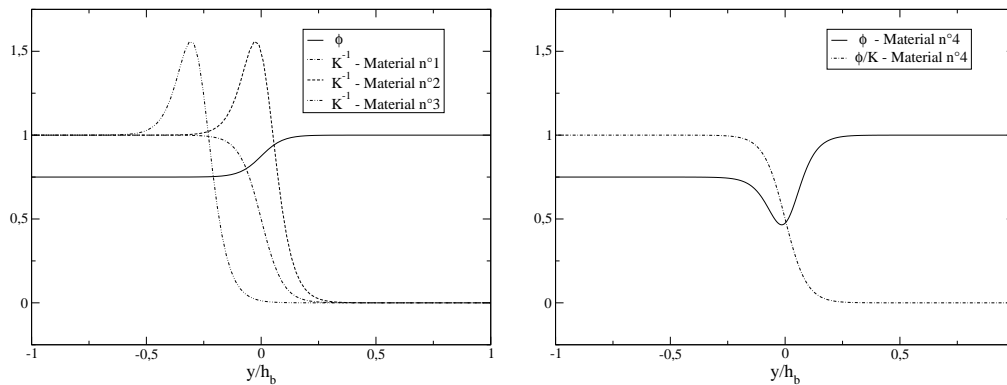 1,5
1
0,5
0
-1
-0,5
0
0,5
1
y/h_b
ϕ
K^-1 - Material n°1
K^-1 - Material n°2
K^-1 - Material n°3
1,5
1
0,5
0
-1
-0,5
0
0,5
1
y/h_b
ϕ - Material n°4
ϕ/K - Material n°4